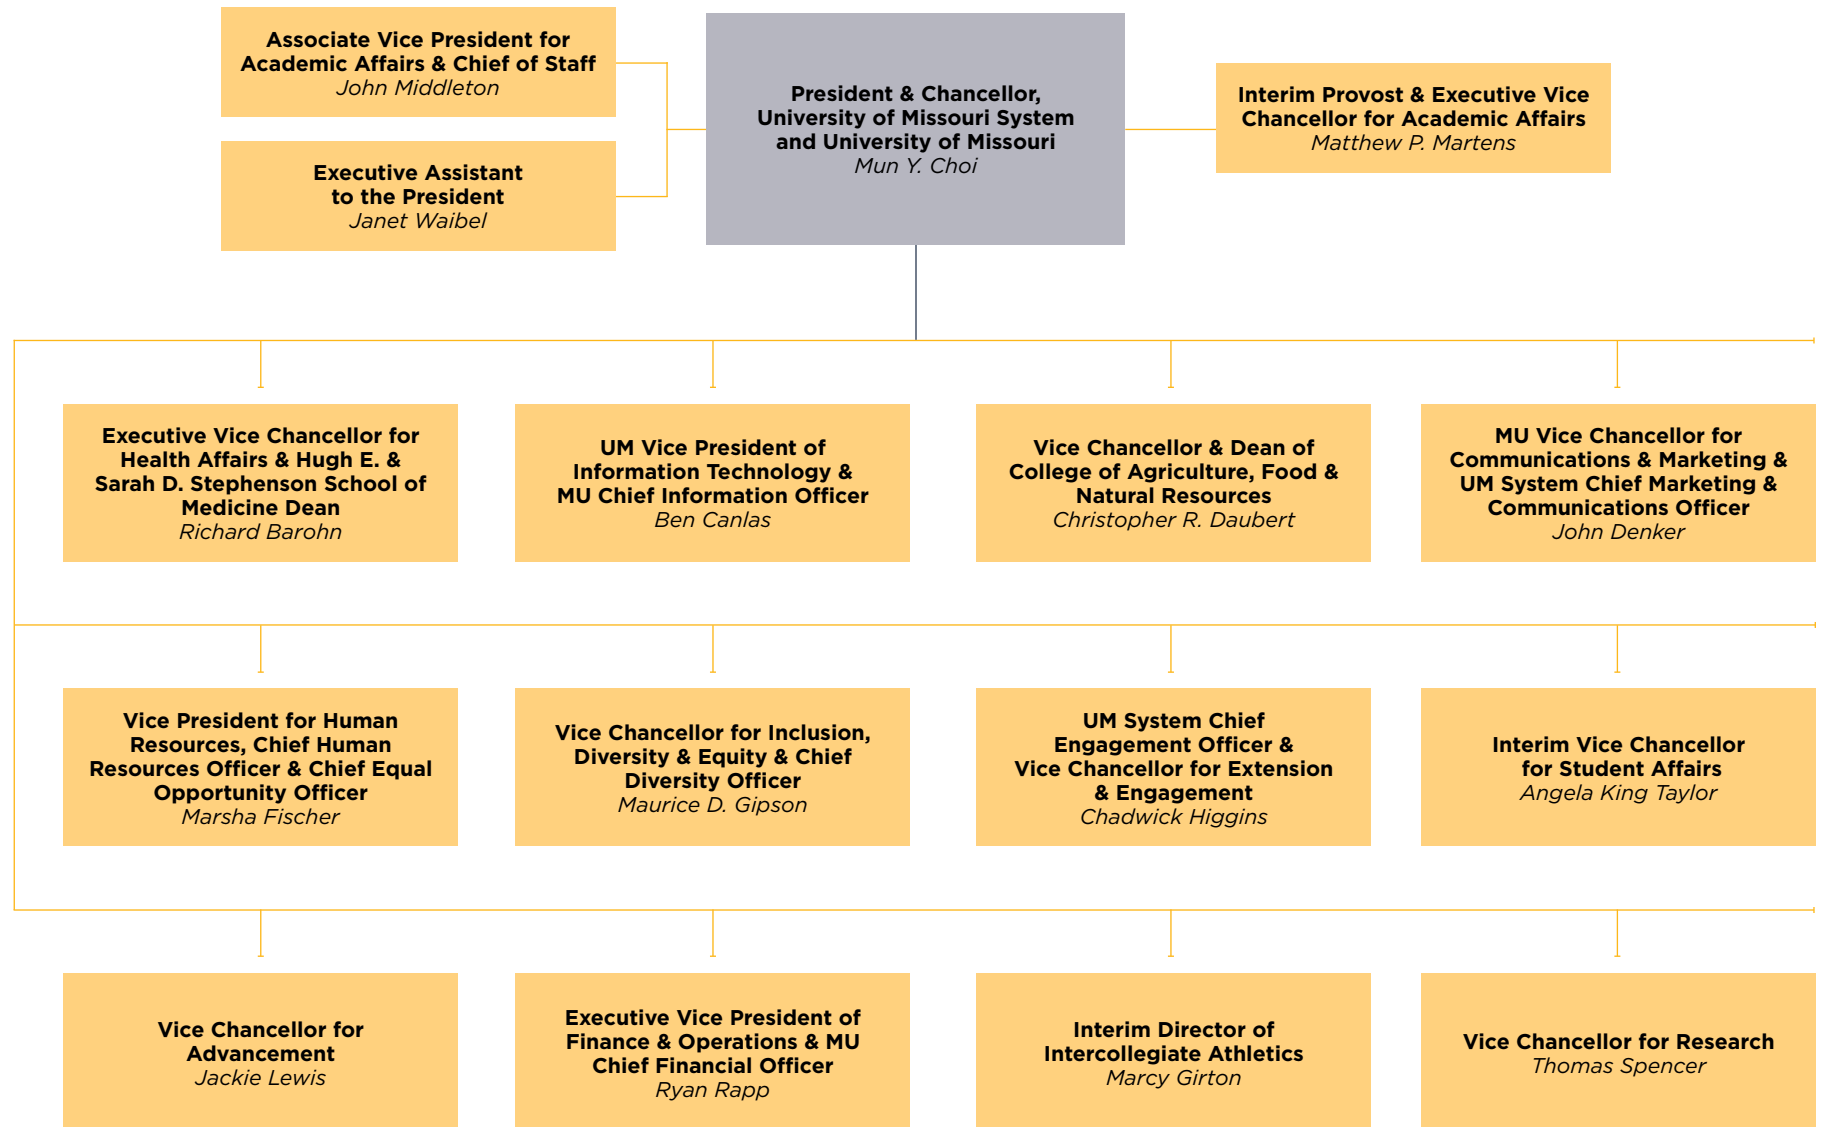 Associate Vice President for
Academic Affairs & Chief of Staff
John Middleton
Executive Assistant
to the President
Janet Waibel
President & Chancellor,
University of Missouri System
and University of Missouri
Mun Y. Choi
Interim Provost & Executive Vice
Chancellor for Academic Affairs
Matthew P. Martens
Executive Vice Chancellor for
Health Affairs & Hugh E. &
Sarah D. Stephenson School of
Medicine Dean
Richard Barohn
UM Vice President of
Information Technology &
MU Chief Information Officer
Ben Canlas
Vice Chancellor & Dean of
College of Agriculture, Food &
Natural Resources
Christopher R. Daubert
MU Vice Chancellor for
Communications & Marketing &
UM System Chief Marketing &
Communications Officer
John Denker
Vice President for Human
Resources, Chief Human
Resources Officer & Chief Equal
Opportunity Officer
Marsha Fischer
Vice Chancellor for Inclusion,
Diversity & Equity & Chief
Diversity Officer
Maurice D. Gipson
UM System Chief
Engagement Officer &
Vice Chancellor for Extension
& Engagement
Chadwick Higgins
Interim Vice Chancellor
for Student Affairs
Angela King Taylor
Vice Chancellor for
Advancement
Jackie Lewis
Executive Vice President of
Finance & Operations & MU
Chief Financial Officer
Ryan Rapp
Interim Director of
Intercollegiate Athletics
Marcy Girton
Vice Chancellor for Research
Thomas Spencer